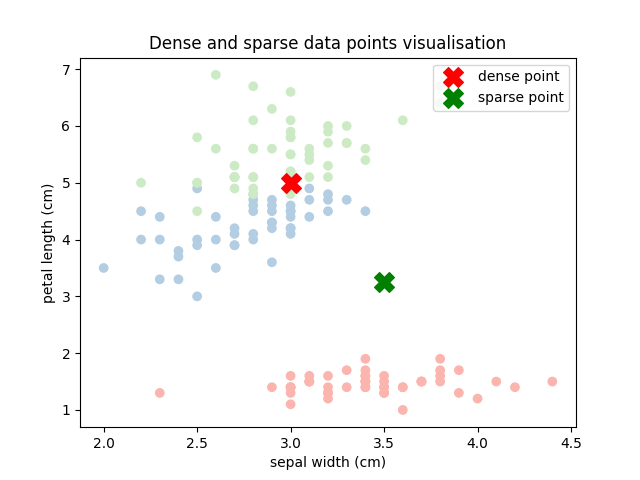 Dense and sparse data points visualisation
dense point
sparse point
7
6
5
4
3
2
1
petal length (cm)
2.0 2.5 3.0 3.5 4.0 4.5
sepal width (cm)